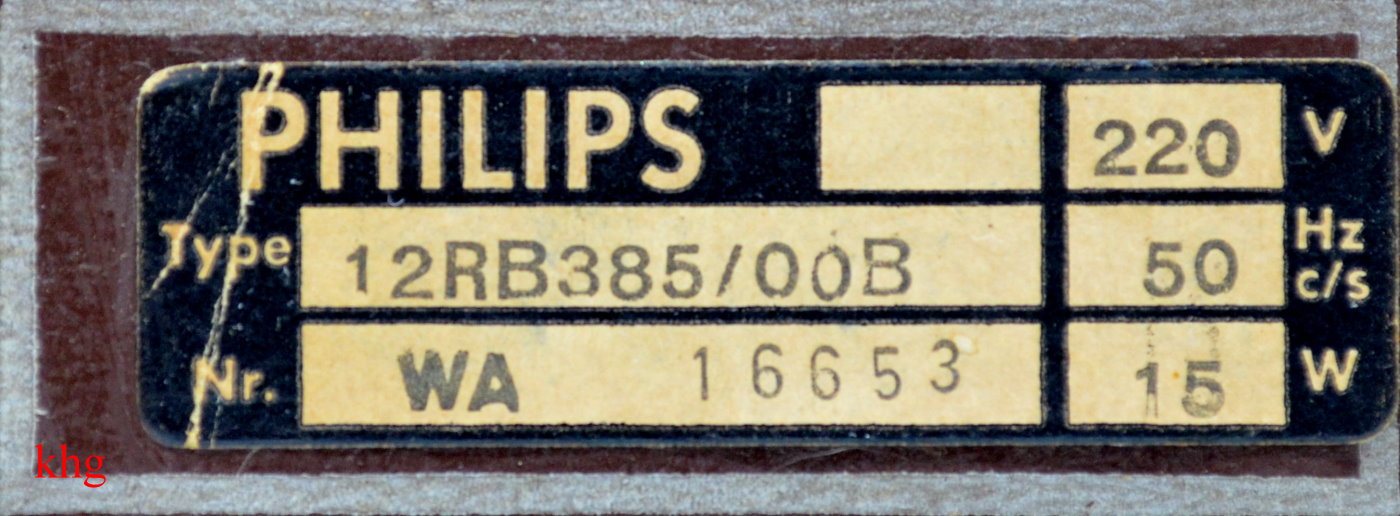 PHILIPS 220 V
Type 12RB385/00B 50 Hz c/s
Nr. WA 16653 15 W
khg